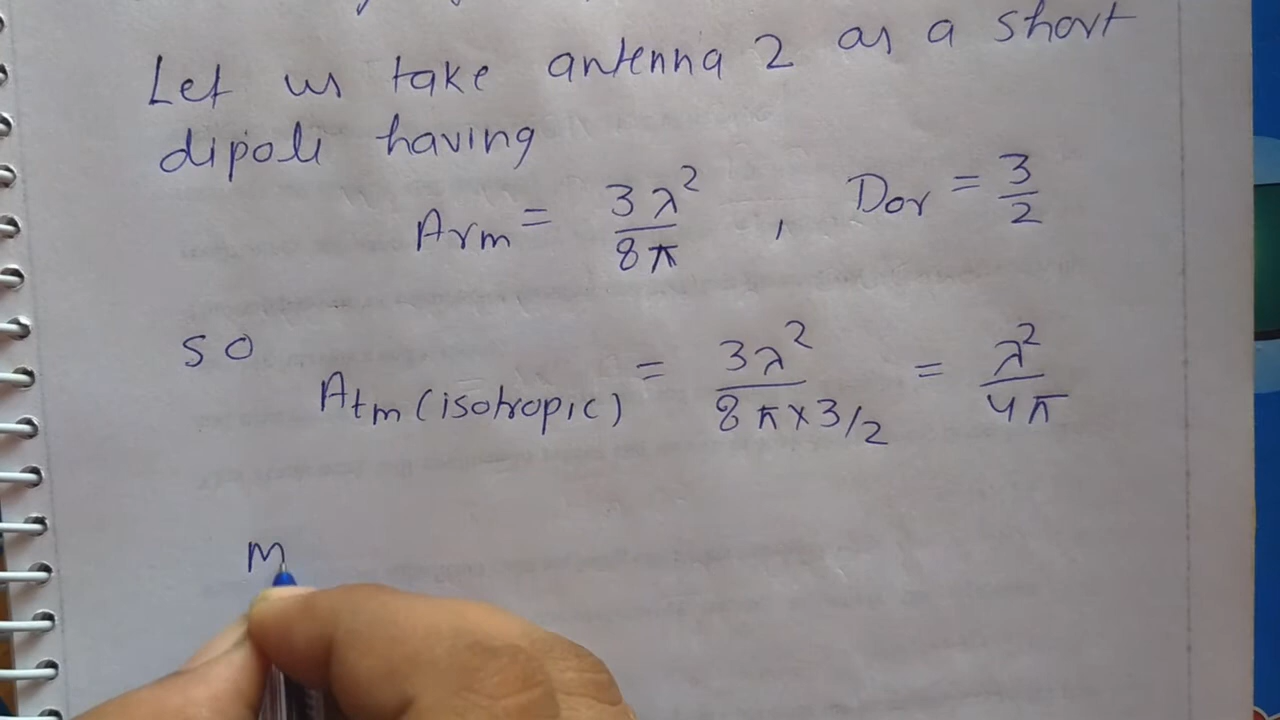 Let us take antenna 2 as a short
dipole having
Arm = 3λ²/8π , Dor = 3/2
so
Atm (isotropic) = 3λ²/8π×3/2 = λ²/4π
M